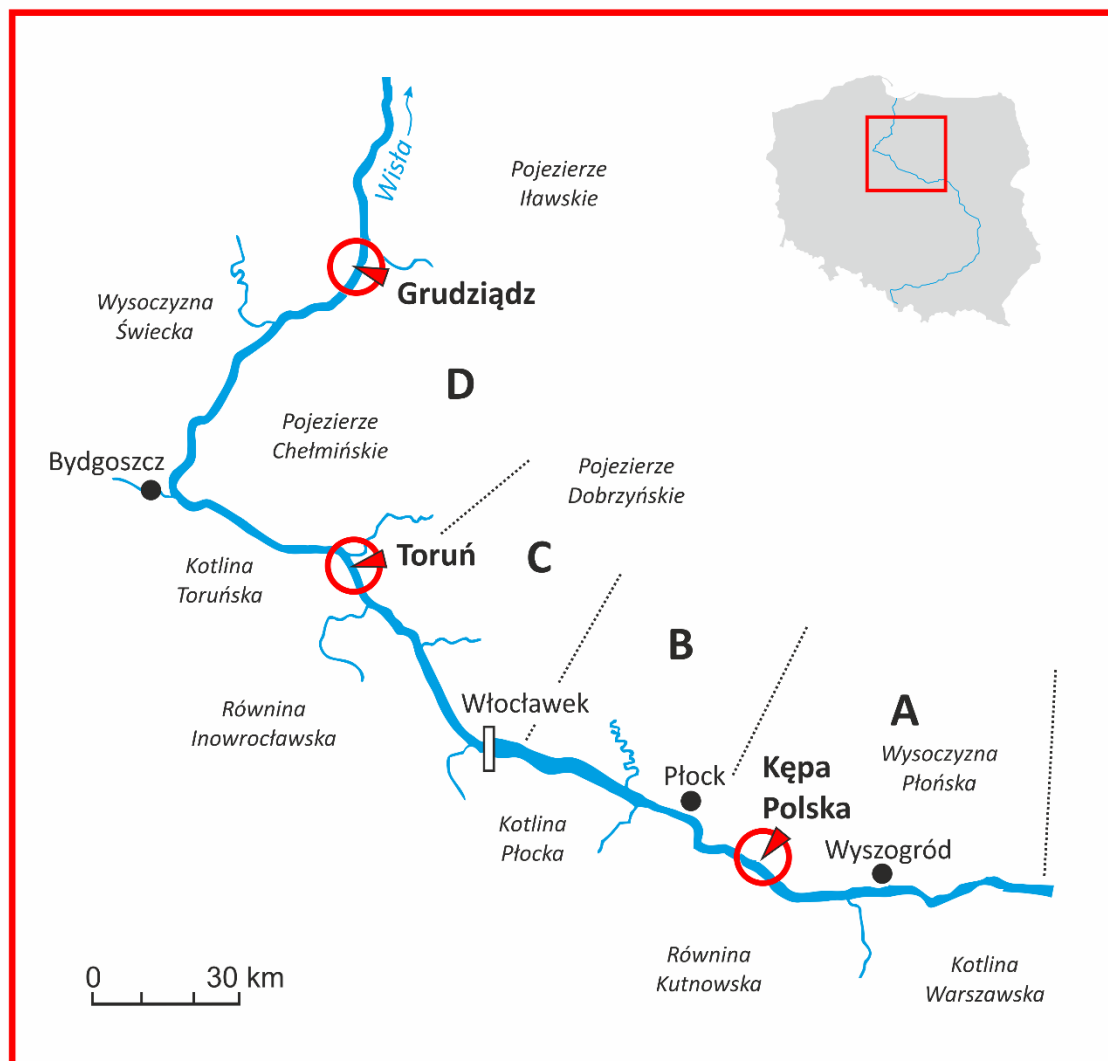 Wisła
Pojezierze
Iławskie
Grudziądz
Wysoczyzna
Świecka
D
Pojezierze
Chełmińskie
Bydgoszcz
Pojezierze
Dobrzyńskie
Toruń
C
Kotlina
Toruńska
B
Włocławek
Równina
Inowrocławska
A
Wysoczyzna
Płońska
Płock
Kępa
Polska
Kotlina
Płocka
Wyszogród
Równina
Kutnowska
Kotlina
Warszawska
0 30 km